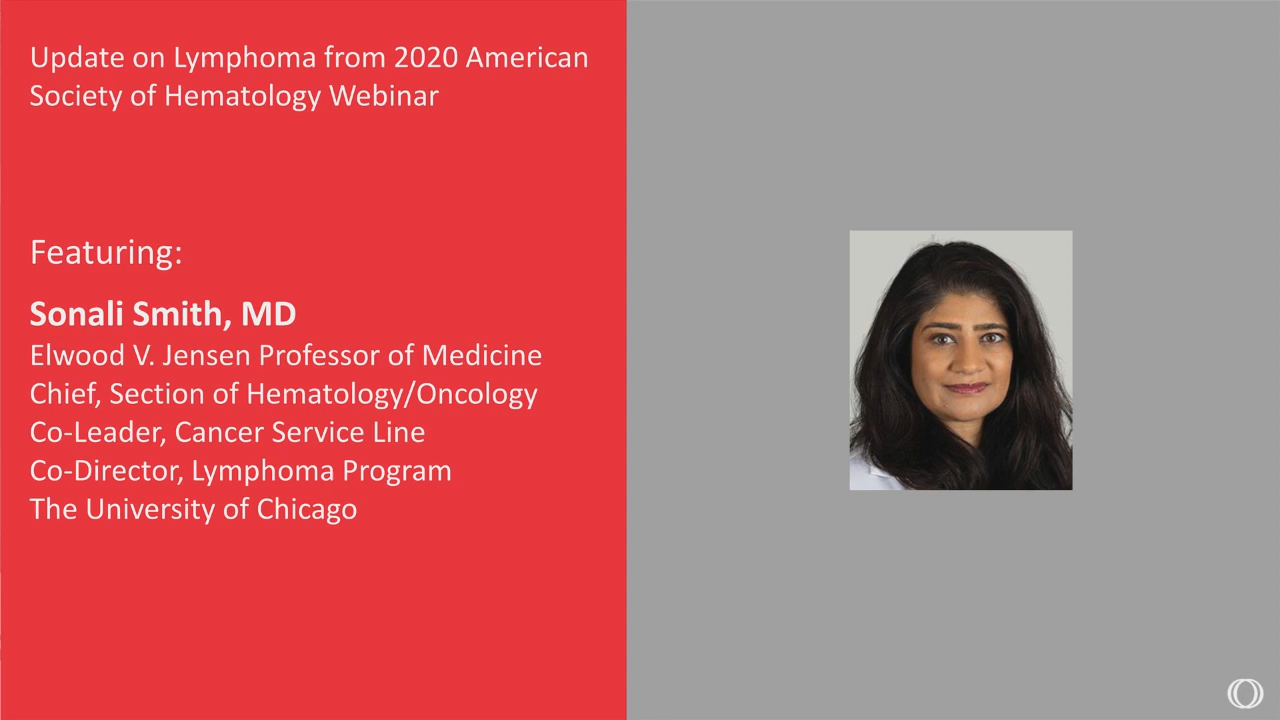 Update on Lymphoma from 2020 American
Society of Hematology Webinar
Featuring:
Sonali Smith, MD
Elwood V. Jensen Professor of Medicine
Chief, Section of Hematology/Oncology
Co-Leader, Cancer Service Line
Co-Director, Lymphoma Program
The University of Chicago